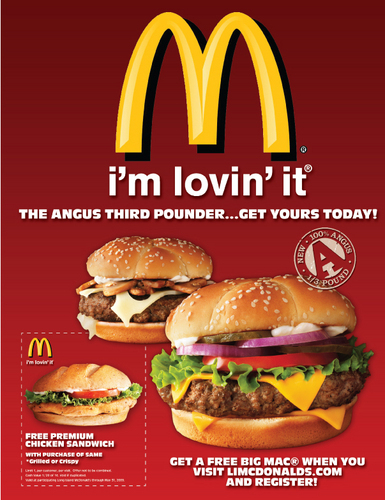 M
®
i'm lovin' it®
THE ANGUS THIRD POUNDER...GET YOURS TODAY!
NEW • 100% ANGUS
A
1/3 POUND
M
i'm lovin' it
FREE PREMIUM
CHICKEN SANDWICH
WITH PURCHASE OF SAME
*Grilled or Crispy
GET A FREE BIG MAC® WHEN YOU
VISIT LIMCDONALDS.COM
AND REGISTER!